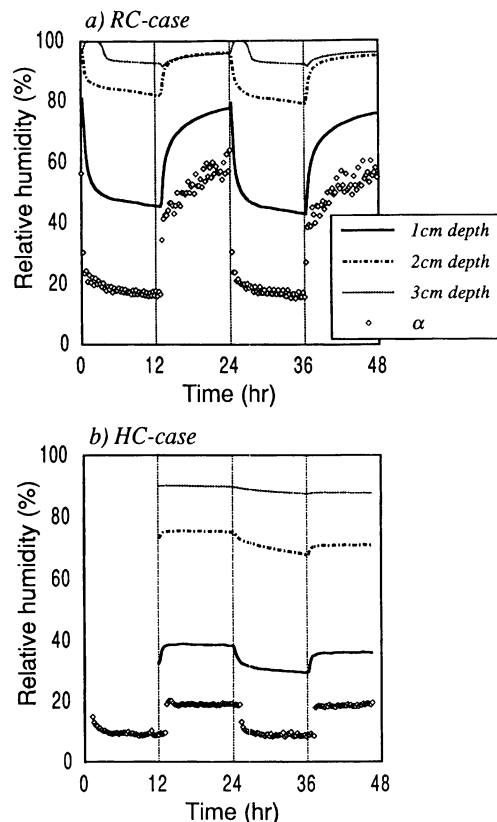 a) RC-case
100
80
60
40
20
0
Relative humidity (%)
0 12 24 36 48
Time (hr)
1cm depth
2cm depth
3cm depth
α
b) HC-case
100
80
60
40
20
0
Relative humidity (%)
0 12 24 36 48
Time (hr)